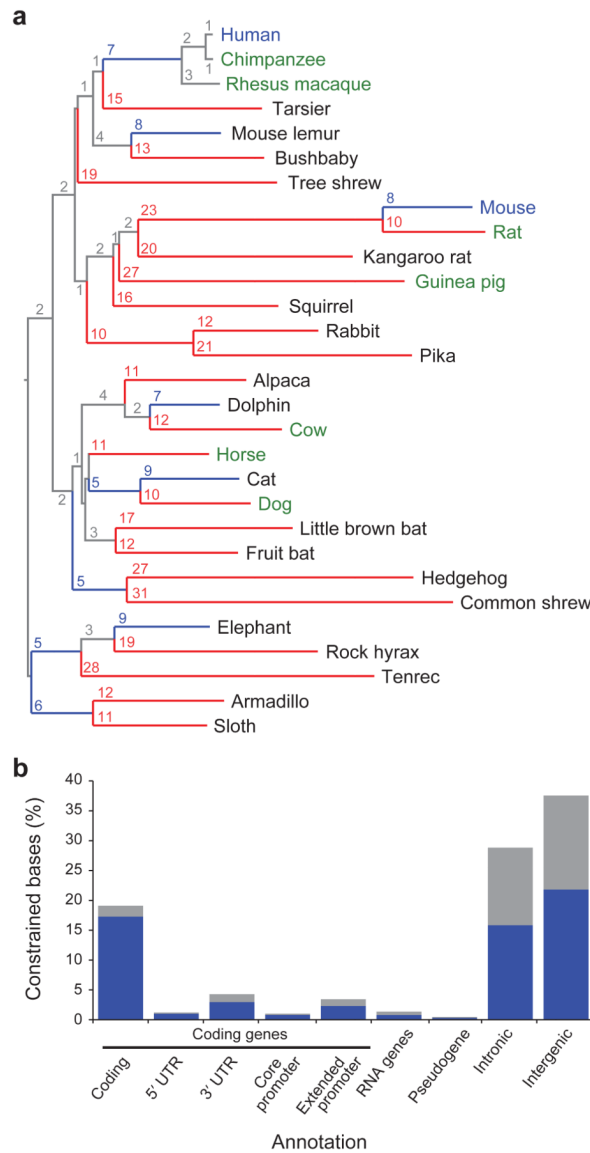 a
1
2
Human
7
1
Chimpanzee
1
3
Rhesus macaque
1
15
Tarsier
8
Mouse lemur
4
13
Bushbaby
19
Tree shrew
2
8
Mouse
23
10
Rat
2
1
20
Kangaroo rat
2
27
Guinea pig
1
16
Squirrel
2
12
Rabbit
10
21
Pika
11
Alpaca
4
7
Dolphin
2
12
Cow
11
Horse
1
9
Cat
5
10
Dog
2
17
Little brown bat
3
12
Fruit bat
27
Hedgehog
5
31
Common shrew
9
Elephant
3
5
19
Rock hyrax
28
Tenrec
12
Armadillo
6
11
Sloth
b
Constrained bases (%)
40
35
30
25
20
15
10
5
0
Coding genes
Coding
5′ UTR
3′ UTR
Core
promoter
Extended
promoter
RNA genes
Pseudogene
Intronic
Intergenic
Annotation